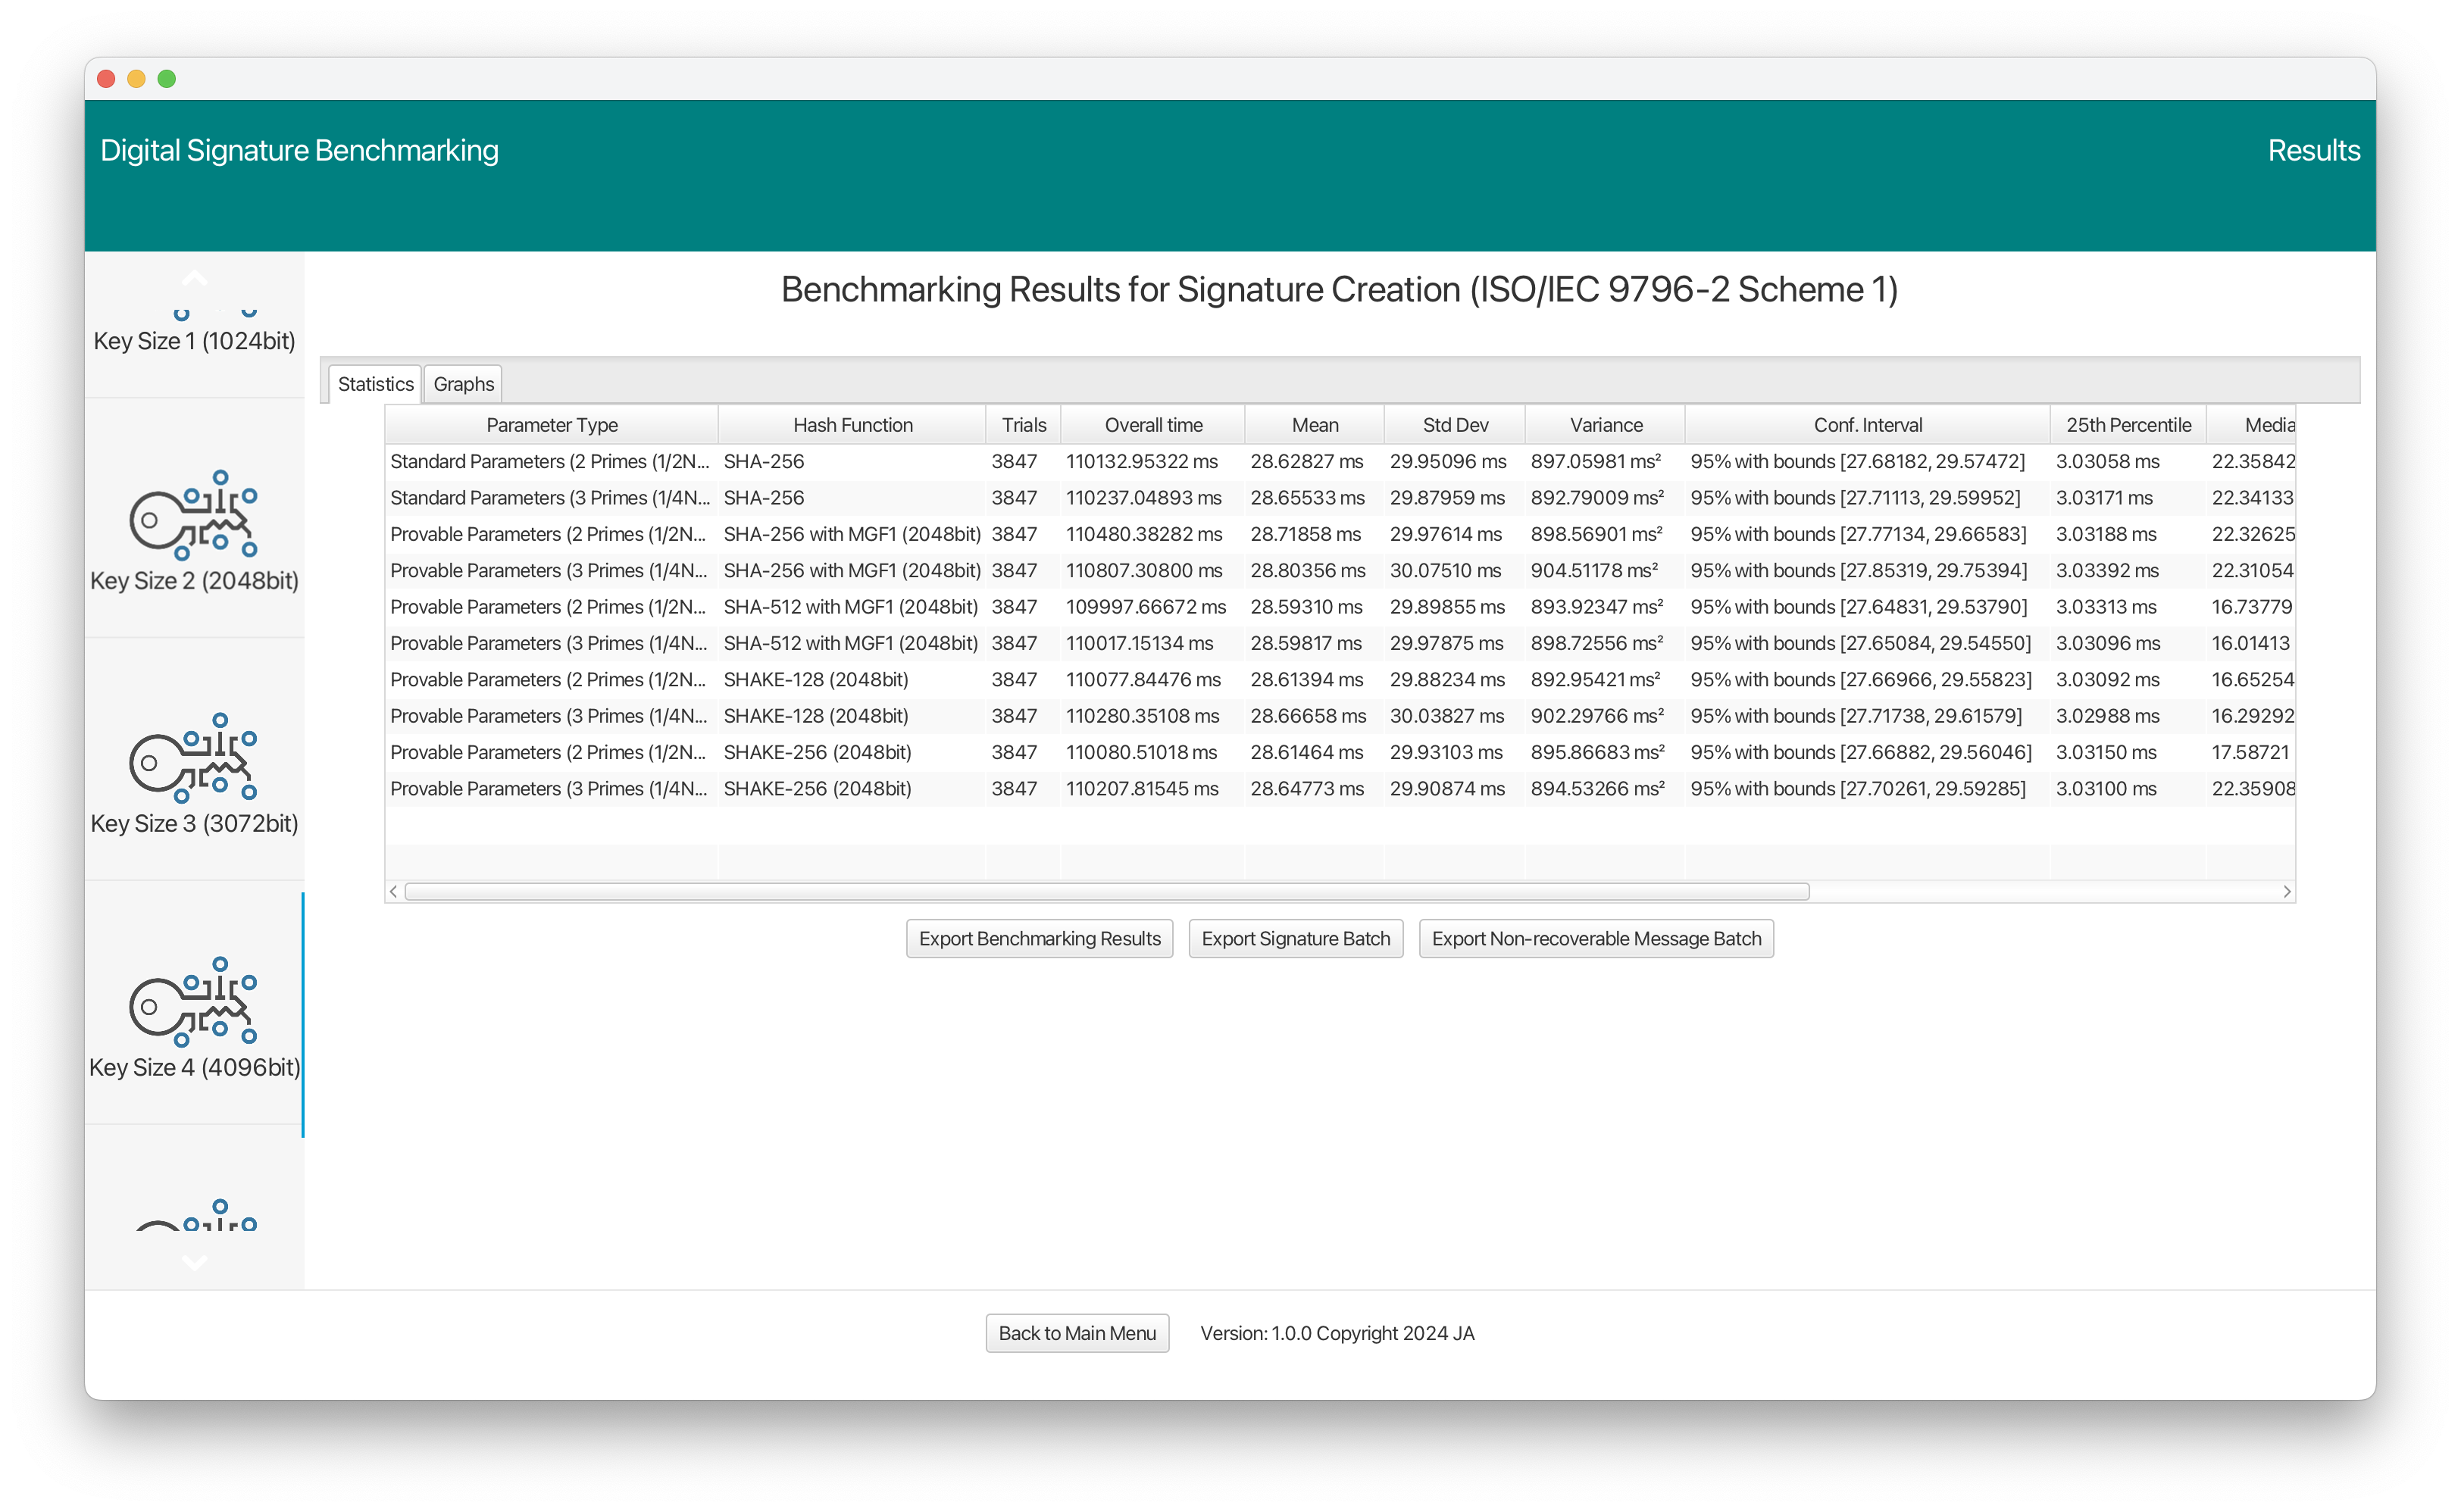 Digital Signature Benchmarking
Results
Key Size 1 (1024bit)
Key Size 2 (2048bit)
Key Size 3 (3072bit)
Key Size 4 (4096bit)
Benchmarking Results for Signature Creation (ISO/IEC 9796-2 Scheme 1)
Statistics Graphs
Parameter Type Hash Function Trials Overall time Mean Std Dev Variance Conf. Interval 25th Percentile Media
Standard Parameters (2 Primes (1/2N... SHA-256 3847 110132.95322 ms 28.62827 ms 29.95096 ms 897.05981 ms² 95% with bounds [27.68182, 29.57472] 3.03058 ms 22.35842
Standard Parameters (3 Primes (1/4N... SHA-256 3847 110237.04893 ms 28.65533 ms 29.87959 ms 892.79009 ms² 95% with bounds [27.71113, 29.59952] 3.03171 ms 22.34133
Provable Parameters (2 Primes (1/2N... SHA-256 with MGF1 (2048bit) 3847 110480.38282 ms 28.71858 ms 29.97614 ms 898.56901 ms² 95% with bounds [27.77134, 29.66583] 3.03188 ms 22.32625
Provable Parameters (3 Primes (1/4N... SHA-256 with MGF1 (2048bit) 3847 110807.30800 ms 28.80356 ms 30.07510 ms 904.51178 ms² 95% with bounds [27.85319, 29.75394] 3.03392 ms 22.31054
Provable Parameters (2 Primes (1/2N... SHA-512 with MGF1 (2048bit) 3847 109997.66672 ms 28.59310 ms 29.89855 ms 893.92347 ms² 95% with bounds [27.64831, 29.53790] 3.03313 ms 16.73779
Provable Parameters (3 Primes (1/4N... SHA-512 with MGF1 (2048bit) 3847 110017.15134 ms 28.59817 ms 29.97875 ms 898.72556 ms² 95% with bounds [27.65084, 29.54550] 3.03096 ms 16.01413
Provable Parameters (2 Primes (1/2N... SHAKE-128 (2048bit) 3847 110077.84476 ms 28.61394 ms 29.88234 ms 892.95421 ms² 95% with bounds [27.66966, 29.55823] 3.03092 ms 16.65254
Provable Parameters (3 Primes (1/4N... SHAKE-128 (2048bit) 3847 110280.35108 ms 28.66658 ms 30.03827 ms 902.29766 ms² 95% with bounds [27.71738, 29.61579] 3.02988 ms 16.29292
Provable Parameters (2 Primes (1/2N... SHAKE-256 (2048bit) 3847 110080.51018 ms 28.61464 ms 29.93103 ms 895.86683 ms² 95% with bounds [27.66882, 29.56046] 3.03150 ms 17.58721
Provable Parameters (3 Primes (1/4N... SHAKE-256 (2048bit) 3847 110207.81545 ms 28.64773 ms 29.90874 ms 894.53266 ms² 95% with bounds [27.70261, 29.59285] 3.03100 ms 22.35908
Export Benchmarking Results Export Signature Batch Export Non-recoverable Message Batch
Back to Main Menu Version: 1.0.0 Copyright 2024 JA